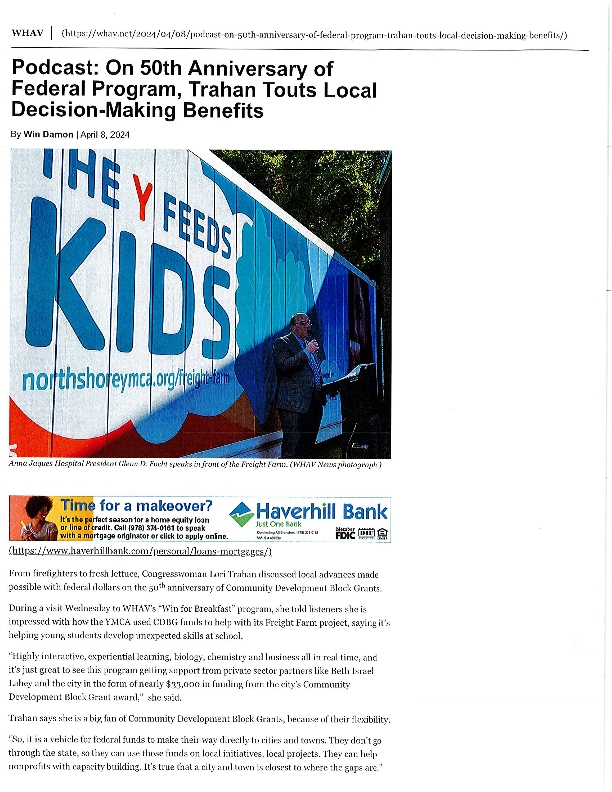 WHAV | (https://whav.net/2024/04/08/podcast-on-50th-anniversary-of-federal-program-trahan-touts-local-decision-making-benefits/)
Podcast: On 50th Anniversary of
Federal Program, Trahan Touts Local
Decision-Making Benefits
By Win Damon | April 8, 2024
THE Y FEEDS
KIDS
northshoreymca.org/freight-farm
Anna Jaques Hospital President Glenn D. Focht speaks in front of the Freight Farm. (WHAV News photograph)
Time for a makeover?
It's the perfect season for a home equity loan
or line of credit. Call (978) 374-0161 to speak
with a mortgage originator or click to apply online.
Haverhill Bank
Just One Bank
Member
FDIC
(https://www.haverhillbank.com/personal/loans-mortgages/)
From firefighters to fresh lettuce, Congresswoman Lori Trahan discussed local advances made
possible with federal dollars on the 50th anniversary of Community Development Block Grants.
During a visit Wednesday to WHAV's "Win for Breakfast" program, she told listeners she is
impressed with how the YMCA used CDBG funds to help with its Freight Farm project, saying it's
helping young students develop unexpected skills at school.
"Highly interactive, experiential learning, biology, chemistry and business all in real time, and
it's just great to see this program getting support from private sector partners like Beth Israel
Lahey and the city in the form of nearly $33,000 in funding from the city's Community
Development Block Grant award," she said.
Trahan says she is a big fan of Community Development Block Grants, because of their flexibility.
"So, it is a vehicle for federal funds to make their way directly to cities and towns. They don't go
through the state, so they can use those funds on local initiatives, local projects. They can help
nonprofits with capacity building. It's true that a city and town is closest to where the gaps are."